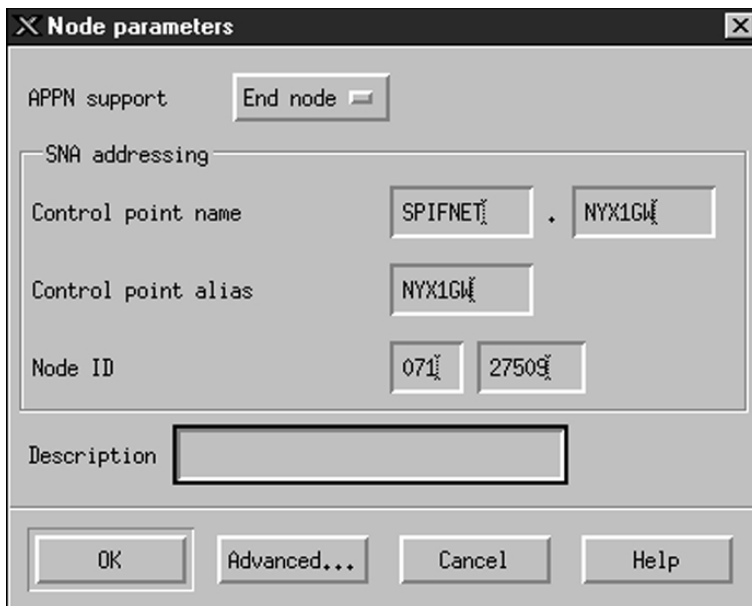 Node parameters
APPN support End node
SNA addressing
Control point name SPIFNET . NYX1GW
Control point alias NYX1GW
Node ID 071 27509
Description
OK Advanced... Cancel Help